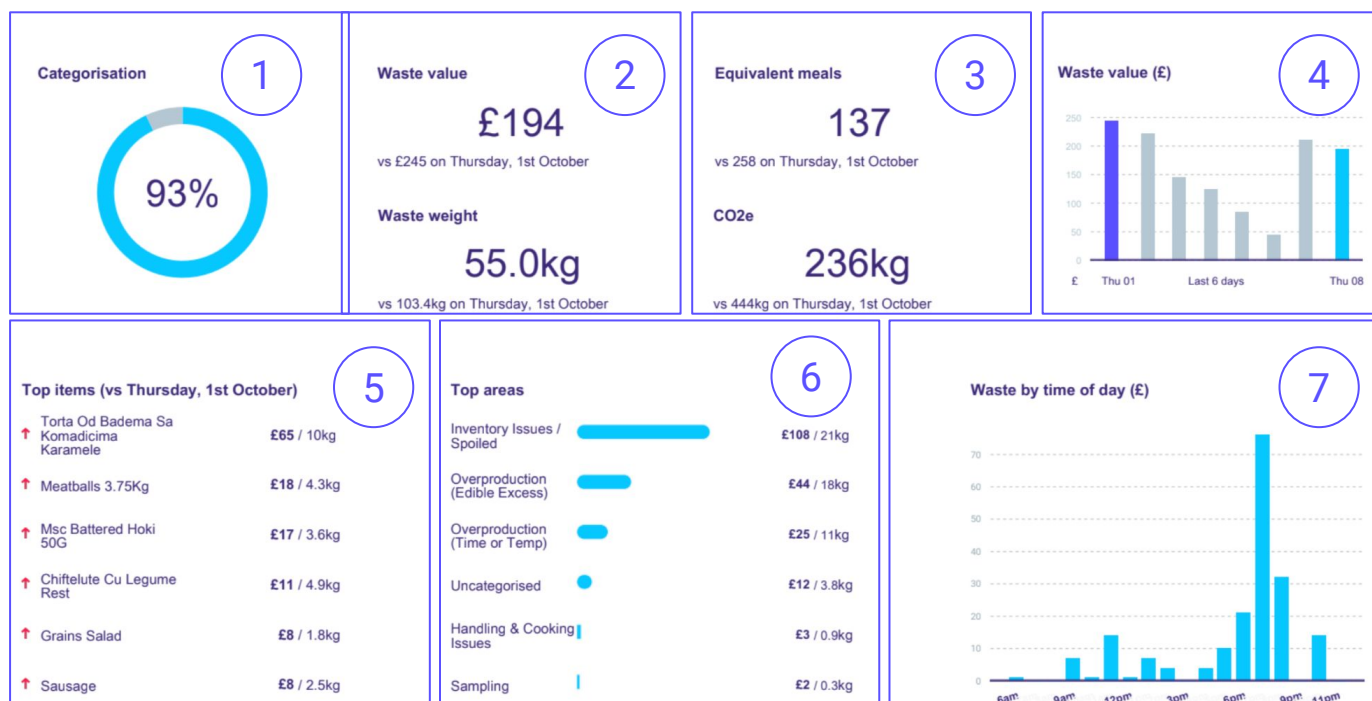 Categorisation
1
93%
Waste value
2
£194
vs £245 on Thursday, 1st October
Waste weight
55.0kg
vs 103.4kg on Thursday, 1st October
Equivalent meals
3
137
vs 258 on Thursday, 1st October
CO2e
236kg
vs 444kg on Thursday, 1st October
Waste value (£)
4
250
200
150
100
50
0
£ Thu 01 Last 6 days Thu 08
Top items (vs Thursday, 1st October)
5
Torta Od Badema Sa
Komadicima
Karamele
£65 / 10kg
Meatballs 3.75Kg £18 / 4.3kg
Msc Battered Hoki
50G
£17 / 3.6kg
Chiftelute Cu Legume
Rest
£11 / 4.9kg
Grains Salad £8 / 1.8kg
Sausage £8 / 2.5kg
Top areas
6
Inventory Issues /
Spoiled
£108 / 21kg
Overproduction
(Edible Excess)
£44 / 18kg
Overproduction
(Time or Temp)
£25 / 11kg
Uncategorised £12 / 3.8kg
Handling & Cooking
Issues
£3 / 0.9kg
Sampling £2 / 0.3kg
Waste by time of day (£)
7
70
60
50
40
30
20
10
0
6am 9am 12pm 3pm 6pm 9pm 11pm